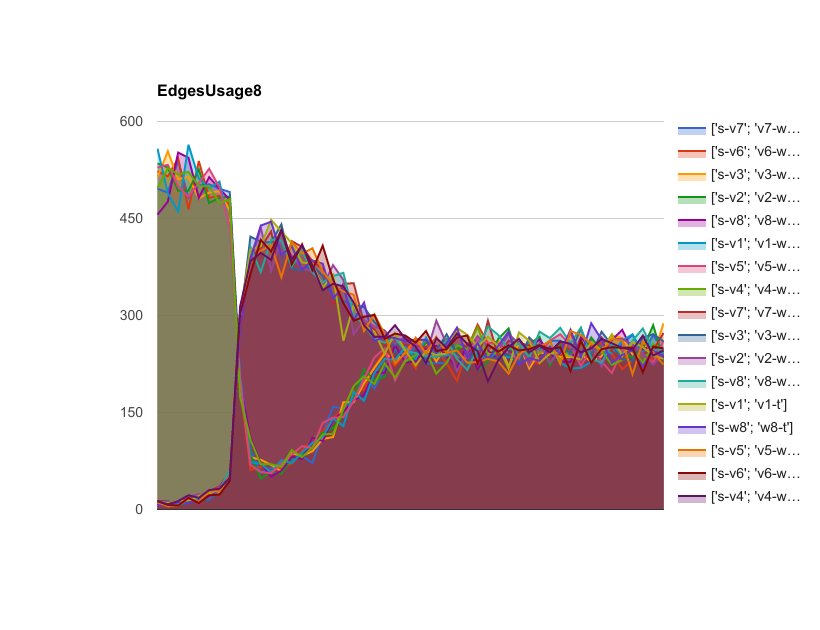 EdgesUsage8
600
450
300
150
0
['s-v7'; 'v7-w…
['s-v6'; 'v6-w…
['s-v3'; 'v3-w…
['s-v2'; 'v2-w…
['s-v8'; 'v8-w…
['s-v1'; 'v1-w…
['s-v5'; 'v5-w…
['s-v4'; 'v4-w…
['s-v7'; 'v7-w…
['s-v3'; 'v3-w…
['s-v2'; 'v2-w…
['s-v8'; 'v8-w…
['s-v1'; 'v1-t']
['s-w8'; 'w8-t']
['s-v5'; 'v5-w…
['s-v6'; 'v6-w…
['s-v4'; 'v4-w…